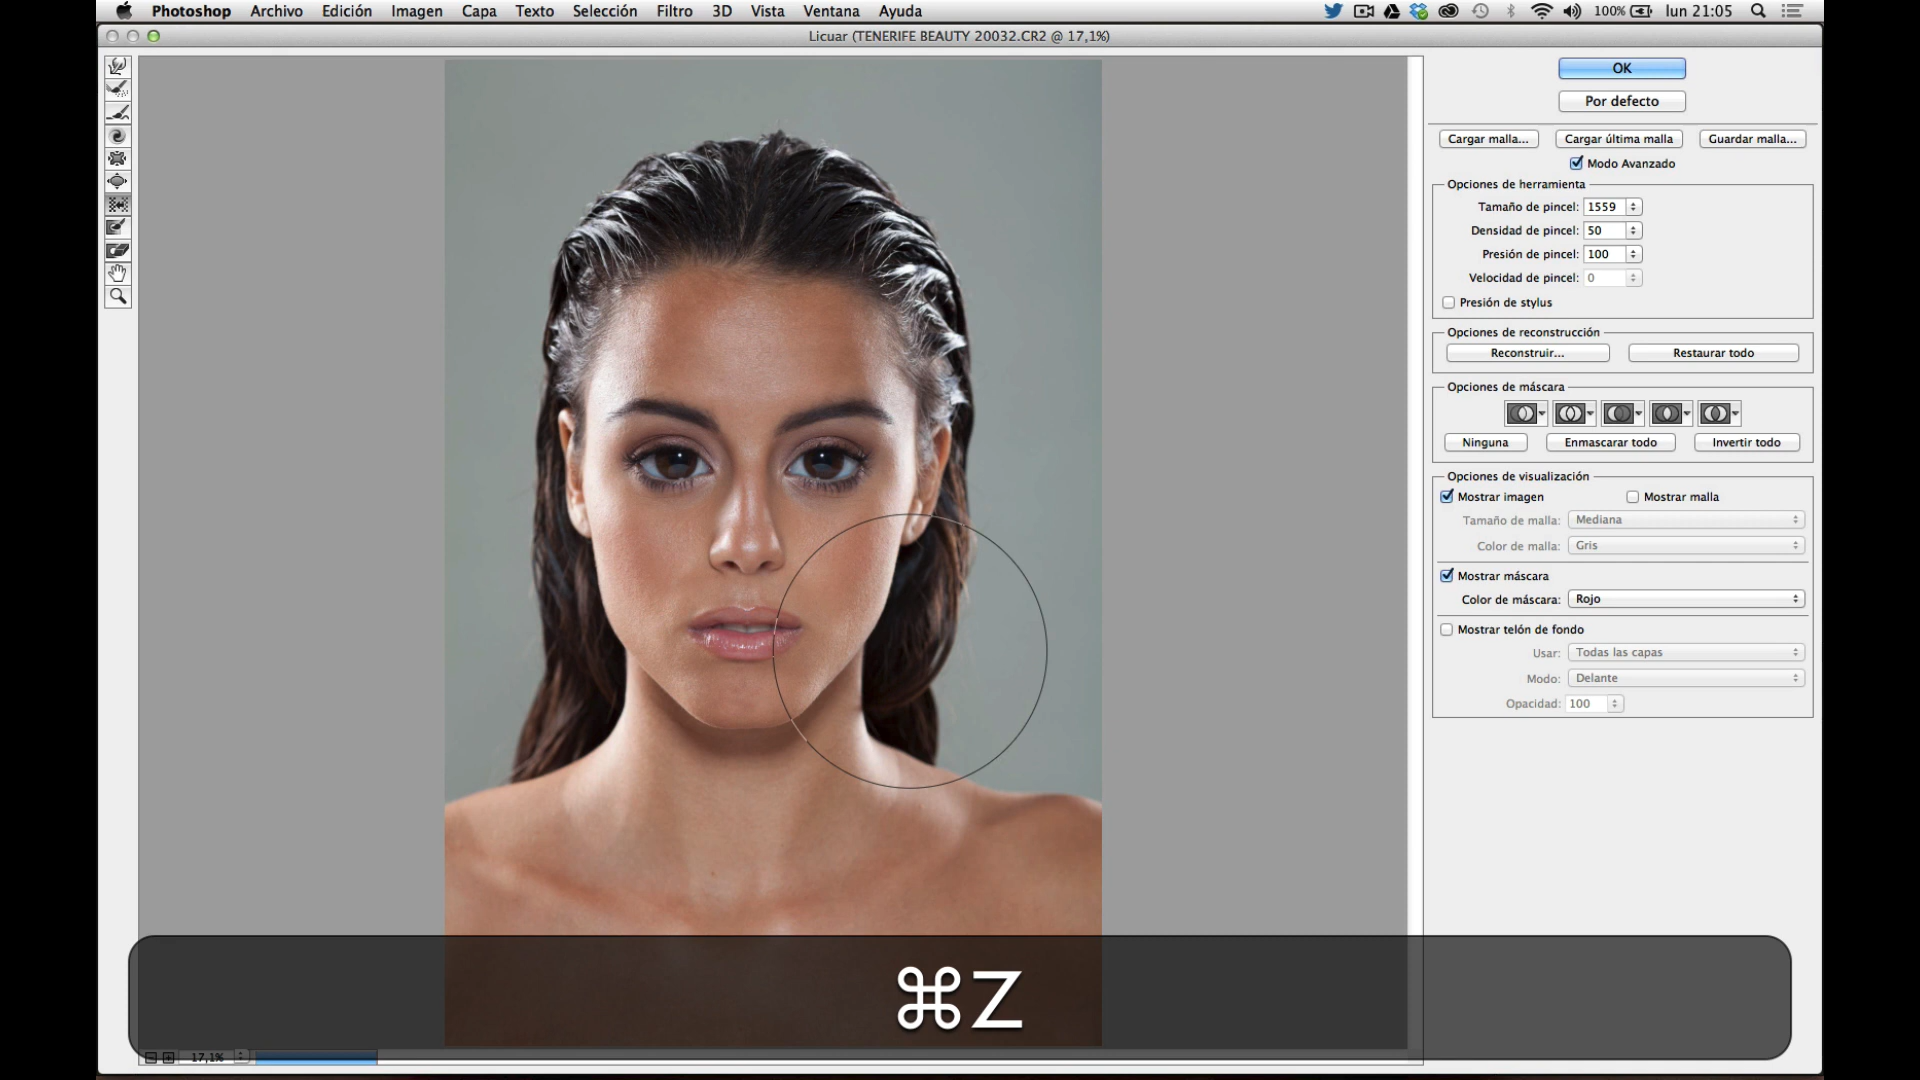 Photoshop Archivo Edición Imagen Capa Texto Selección Filtro 3D Vista Ventana Ayuda 100% lun 21:05
Licuar (TENERIFE BEAUTY 20032.CR2 @ 17,1%)
OK
Por defecto
Cargar malla... Cargar última malla Guardar malla...
Modo Avanzado
Opciones de herramienta
Tamaño de pincel: 1559
Densidad de pincel: 50
Presión de pincel: 100
Velocidad de pincel: 0
Presión de stylus
Opciones de reconstrucción
Reconstruir... Restaurar todo
Opciones de máscara
Ninguna Enmascarar todo Invertir todo
Opciones de visualización
Mostrar imagen Mostrar malla
Tamaño de malla: Mediana
Color de malla: Gris
Mostrar máscara
Color de máscara: Rojo
Mostrar telón de fondo
Usar: Todas las capas
Modo: Delante
Opacidad: 100
⌘Z
17,1%